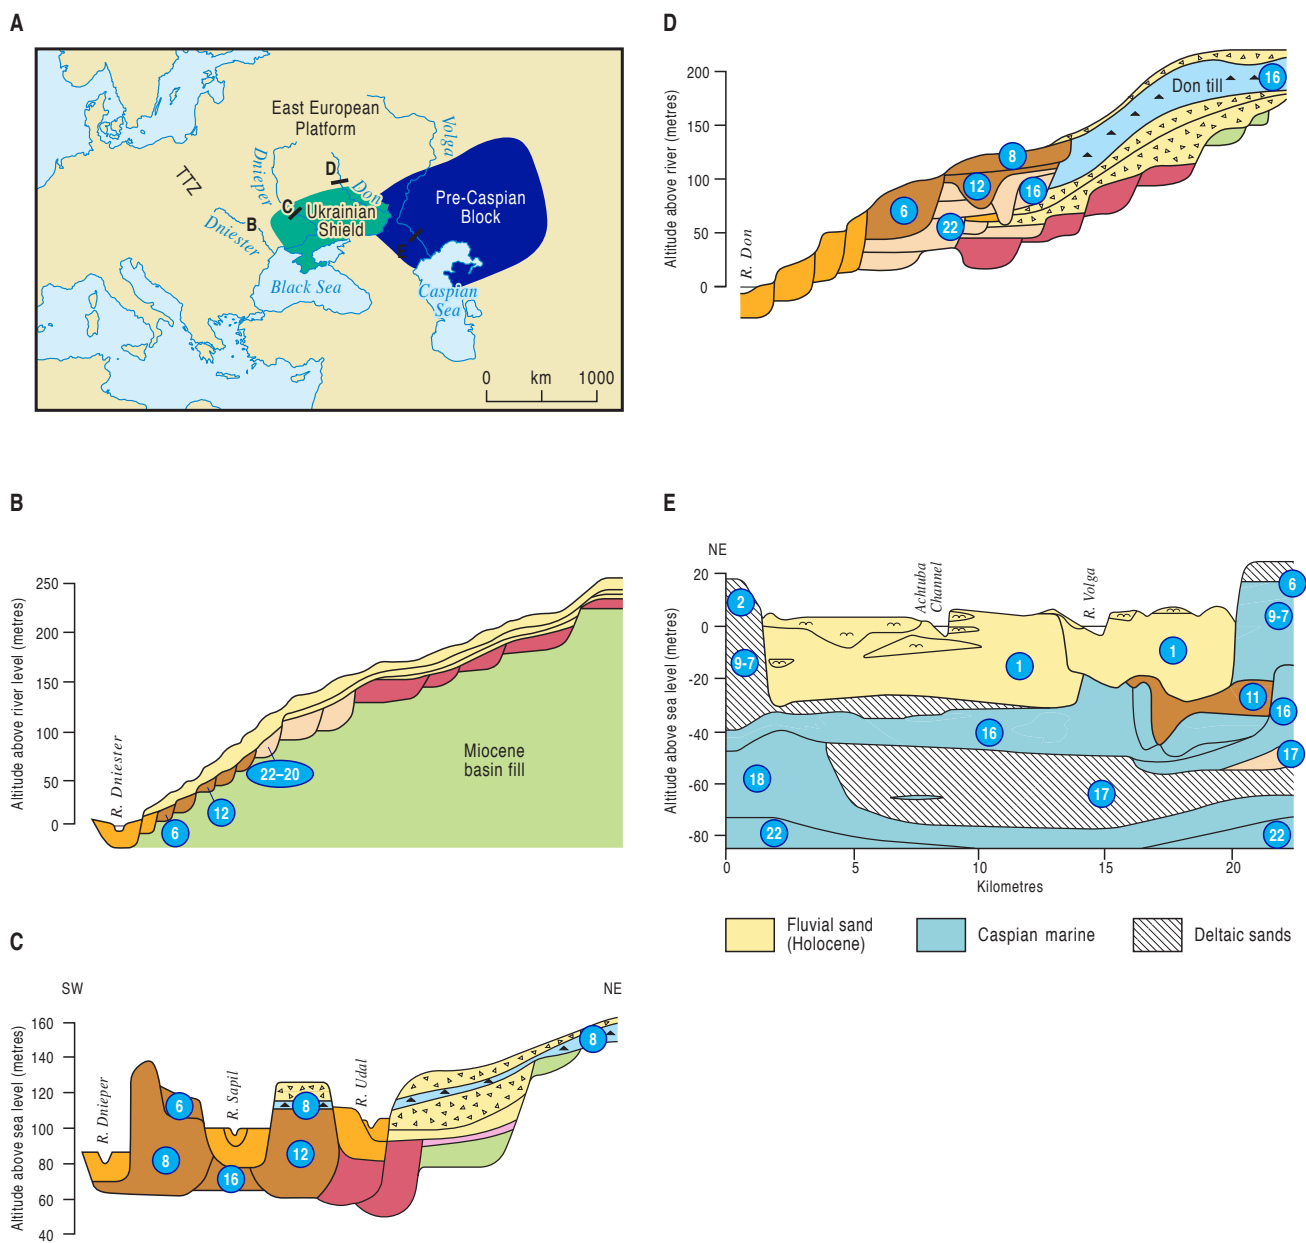 A
East European
Platform
TTZ
Dnieper
Volga
D
Don
C
B
Dniester
Ukrainian
Shield
Pre-Caspian
Block
E
Black Sea
Caspian
Sea
0 km 1000
D
Altitude above river (metres)
200
150
100
50
0
R. Don
Don till
16
8
12
16
6
22
B
Altitude above river level (metres)
250
200
150
100
50
0
R. Dniester
22–20
12
6
Miocene
basin fill
E
NE
Altitude above sea level (metres)
20
0
-20
-40
-60
-80
Achtuba
Channel
R. Volga
2
9-7
1
1
6
9-7
11
16
16
17
18
17
22
22
0 5 10 15 20
Kilometres
Fluvial sand
(Holocene)
Caspian marine
Deltaic sands
C
SW
NE
Altitude above sea level (metres)
160
140
120
100
80
60
40
R. Dnieper
R. Sapil
R. Udal
8
6
8
8
12
16